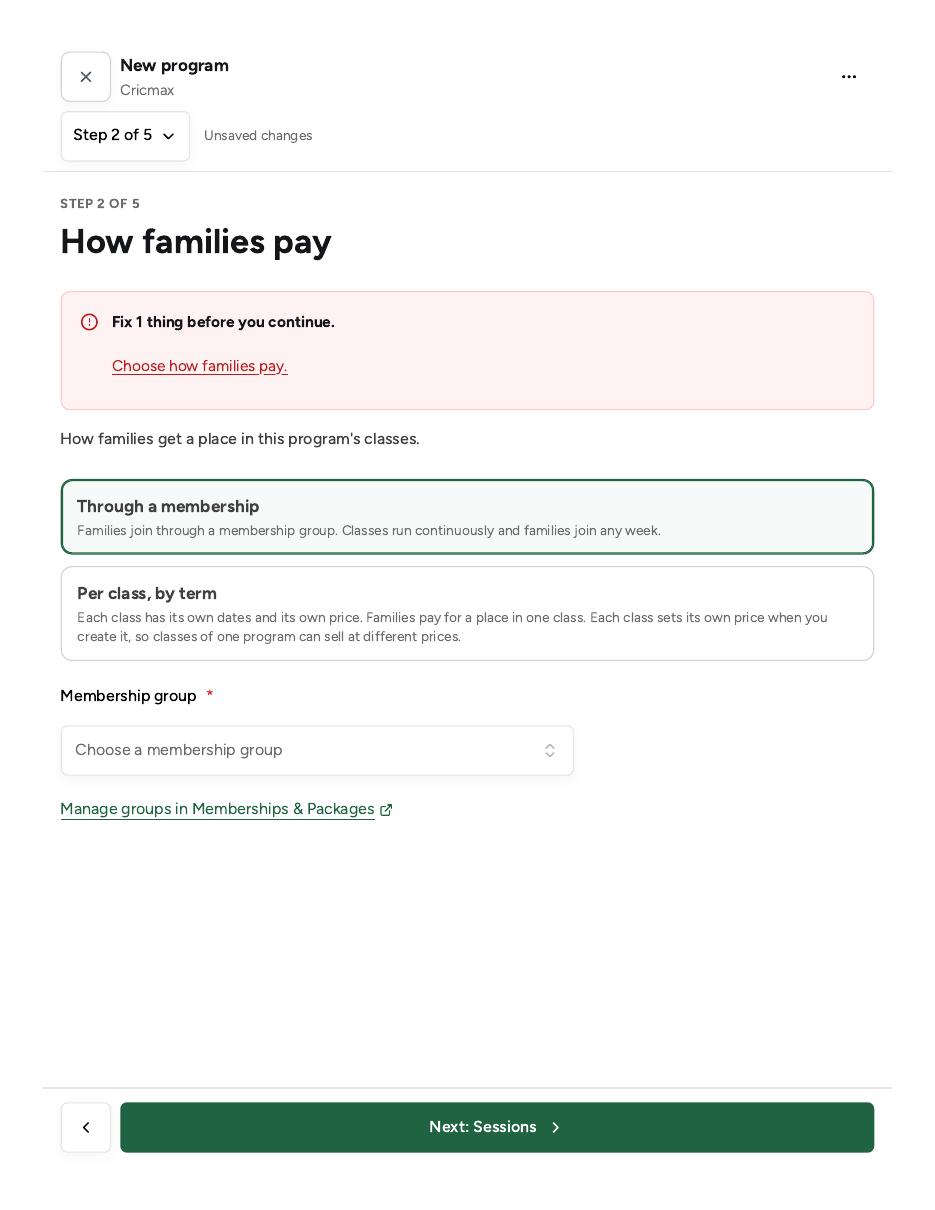 New program
Cricmax
...
Step 2 of 5
Unsaved changes
STEP 2 OF 5
How families pay
Fix 1 thing before you continue.
Choose how families pay.
How families get a place in this program's classes.
Through a membership
Families join through a membership group. Classes run continuously and families join any week.
Per class, by term
Each class has its own dates and its own price. Families pay for a place in one class. Each class sets its own price when you
create it, so classes of one program can sell at different prices.
Membership group *
Choose a membership group
Manage groups in Memberships & Packages
Next: Sessions